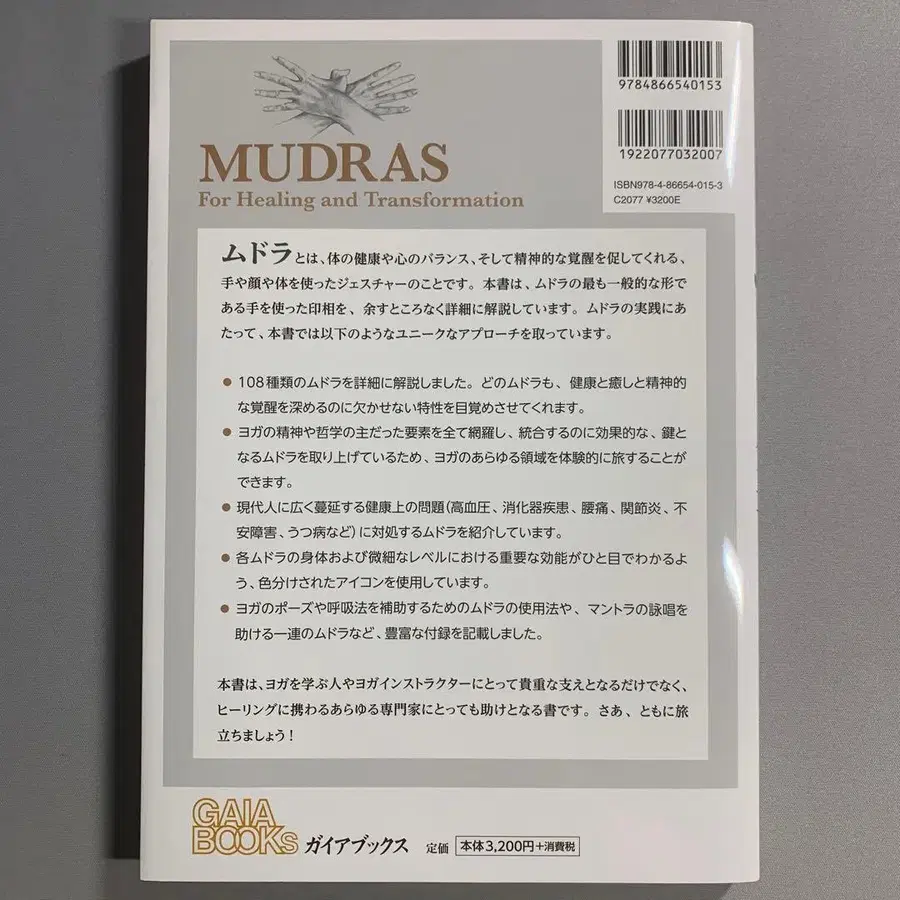 9784866540153
1922077032007
ISBN978-4-86654-015-3
C2077 ¥3200E
MUDRAS
For Healing and Transformation
ムドラとは、体の健康や心のバランス、そして精神的な覚醒を促してくれる、
手や顔や体を使ったジェスチャーのことです。本書は、ムドラの最も一般的な形で
ある手を使った印相を、余すところなく詳細に解説しています。ムドラの実践にあ
たって、本書では以下のようなユニークなアプローチを取っています。
● 108種類のムドラを詳細に解説しました。どのムドラも、健康と癒しと精神的
な覚醒を深めるのに欠かせない特性を目覚めさせてくれます。
● ヨガの精神や哲学の主だった要素を全て網羅し、統合するのに効果的な、鍵と
なるムドラを取り上げているため、ヨガのあらゆる領域を体験的に旅することが
できます。
● 現代人に広く蔓延する健康上の問題(高血圧、消化器疾患、腰痛、関節炎、不
安障害、うつ病など)に対処するムドラを紹介しています。
● 各ムドラの身体および微細なレベルにおける重要な効能がひと目でわかるよ
う、色分けされたアイコンを使用しています。
● ヨガのポーズや呼吸法を補助するためのムドラの使用法や、マントラの詠唱を
助ける一連のムドラなど、豊富な付録を記載しました。
本書は、ヨガを学ぶ人やヨガインストラクターにとって貴重な支えとなるだけでなく、
ヒーリングに携わるあらゆる専門家にとっても助けとなる書です。さあ、ともに旅
立ちましょう!
GAIA
BOOKs ガイアブックス 定価 本体3,200円+消費税